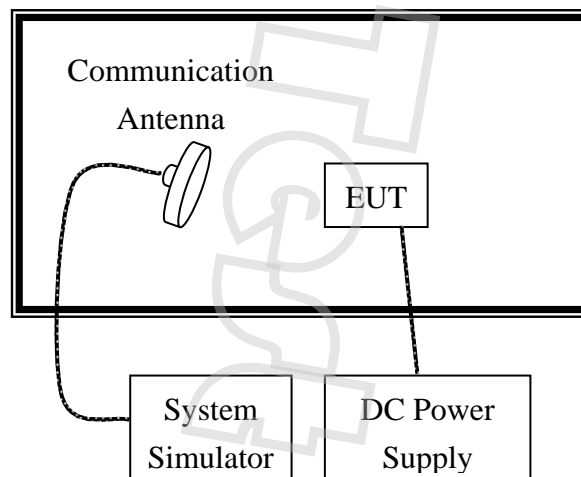 Communication
Antenna
EUT
System
Simulator
DC Power
Supply